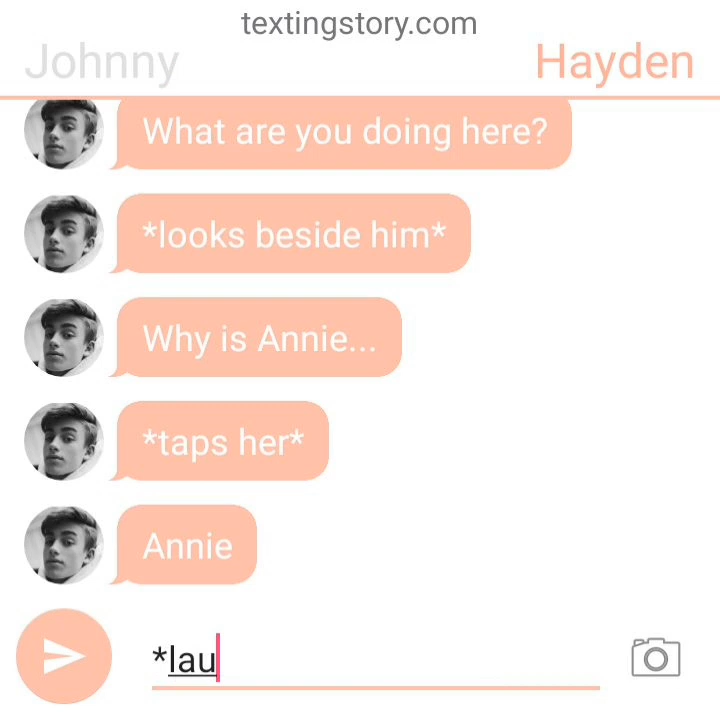 textingstory.com
Johnny
Hayden
What are you doing here?
*looks beside him*
Why is Annie...
*taps her*
Annie
*lau